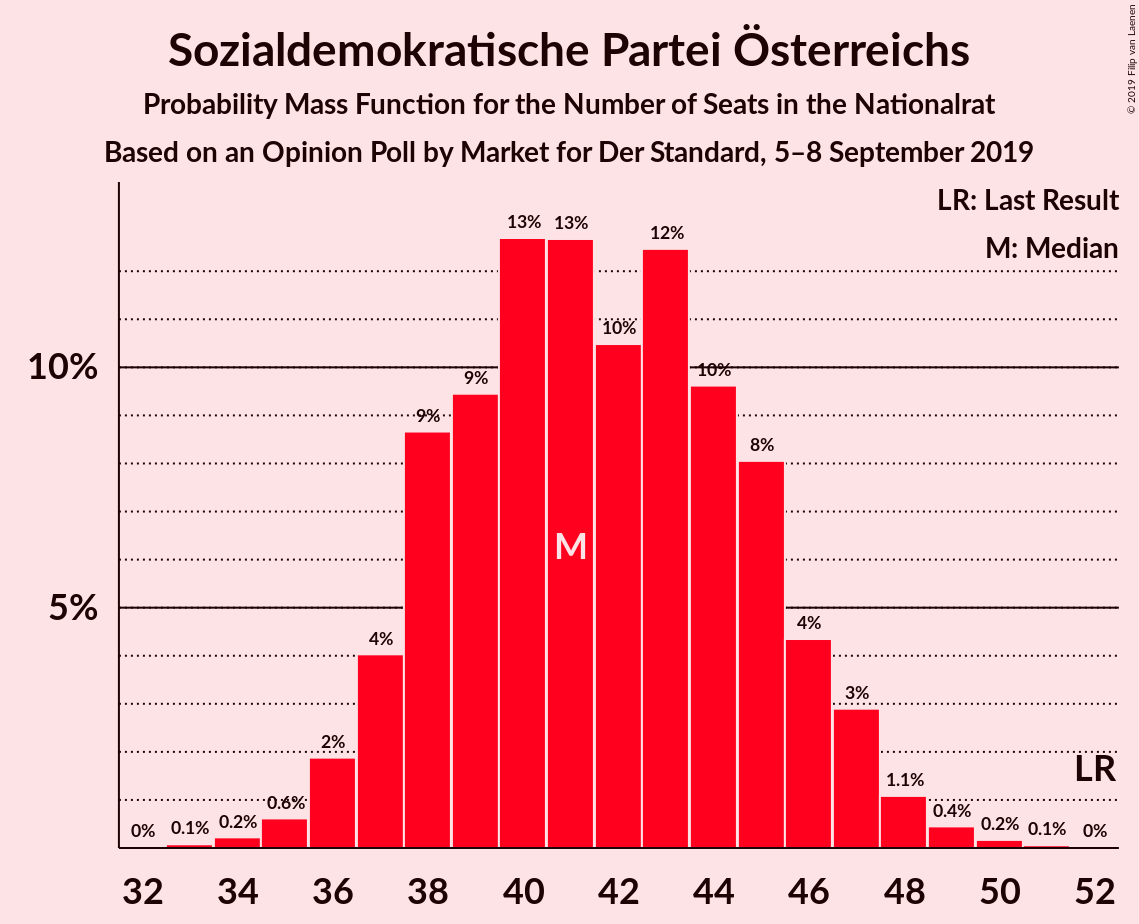 Sozialdemokratische Partei Österreichs
Probability Mass Function for the Number of Seats in the Nationalrat
Based on an Opinion Poll by Market for Der Standard, 5–8 September 2019
© 2019 Filip van Laenen
LR: Last Result
M: Median
13% 13% 12%
10%
10% 9% 10%
9% 8%
M
5% 4% 4%
3%
2% LR
0.6% 1.1%
0% 0.1% 0.2% 0.4% 0.2% 0.1% 0%
32 34 36 38 40 42 44 46 48 50 52